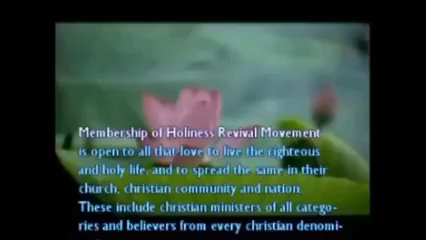 Membership of Holiness Revival Movement
is open to all that love to live the righteous
and holy life, and to spread the same in their
church, christian community and nation.
These include christian ministers of all catego-
ries and believers from every christian denomi-